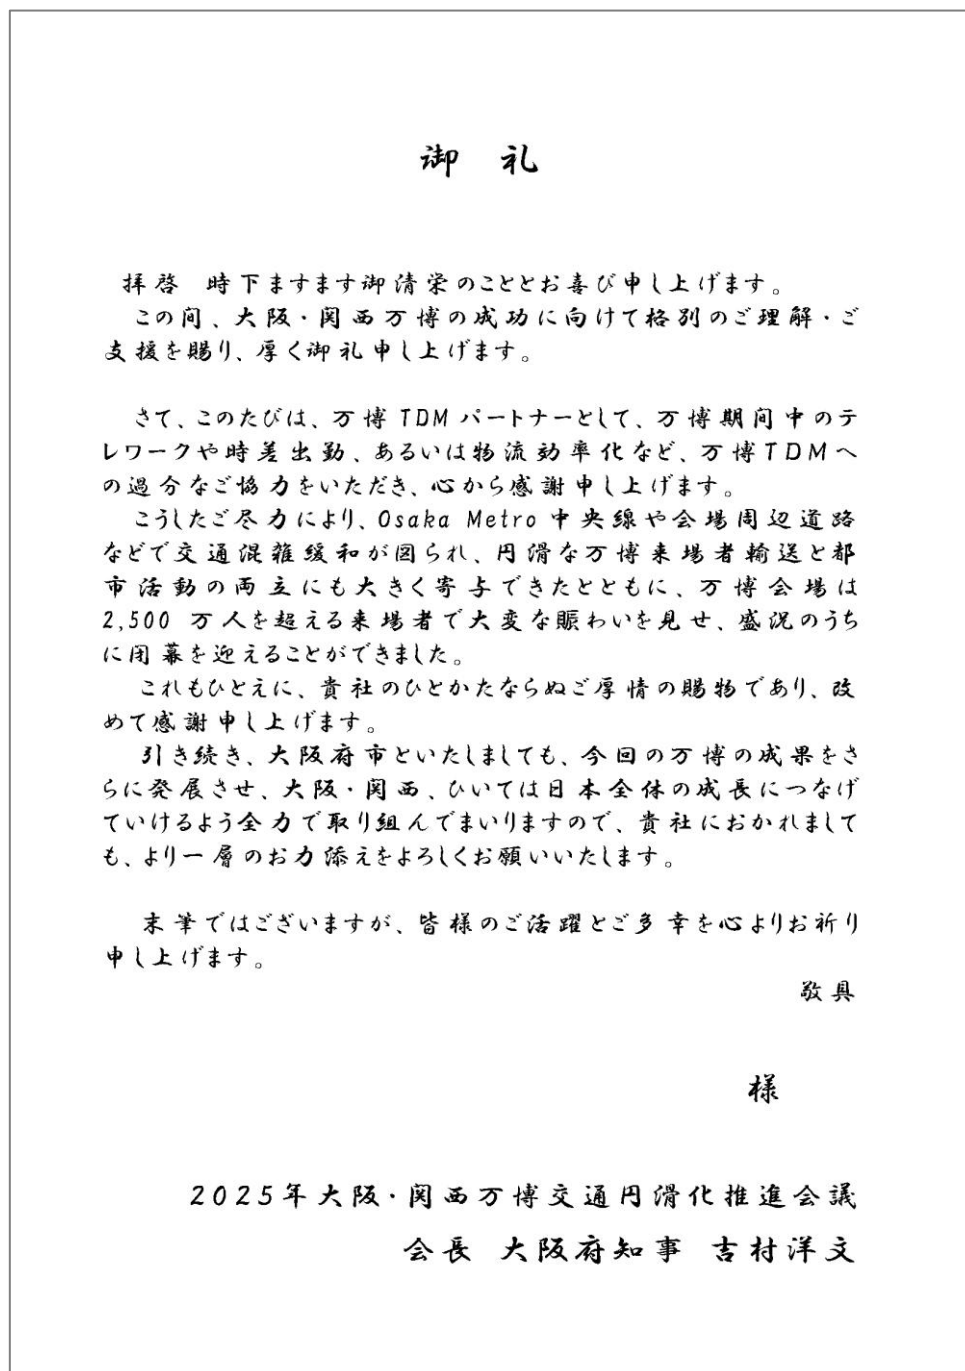 御 礼
拝啓 時下ますます御清栄のこととお喜び申し上げます。
この間、大阪・関西万博の成功に向けて格別のご理解・ご
支援を賜り、厚く御礼申し上げます。
さて、このたびは、万博TDMパートナーとして、万博期間中のテ
レワークや時差出勤、あるいは物流効率化など、万博TDMへ
の過分なご協力をいただき、心から感謝申し上げます。
こうしたご尽力により、Osaka Metro中央線や会場周辺道路
などで交通混雑緩和が図られ、円滑な万博来場者輸送と都
市活動の両立にも大きく寄与できたとともに、万博会場は
2,500万人を超える来場者で大変な賑わいを見せ、盛況のうち
に閉幕を迎えることができました。
これもひとえに、貴社のひとかたならぬご厚情の賜物であり、改
めて感謝申し上げます。
引き続き、大阪府市といたしましても、今回の万博の成果をさ
らに発展させ、大阪・関西、ひいては日本全体の成長につなげ
ていけるよう全力で取り組んでまいりますので、貴社におかれまして
も、より一層のお力添えをよろしくお願いいたします。
末筆ではございますが、皆様のご活躍とご多幸を心よりお祈り
申し上げます。
敬具
様
2025年大阪・関西万博交通円滑化推進会議
会長 大阪府知事 吉村洋文